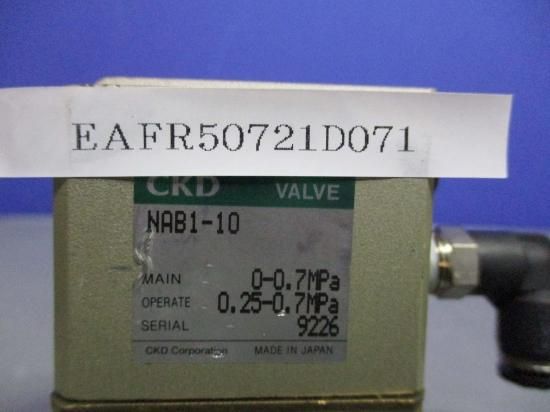 EAFR50721D071
CKD VALVE
NAB1-10
MAIN 0-0.7MPa
OPERATE 0.25-0.7MPa
SERIAL 9226
CKD Corporation MADE IN JAPAN